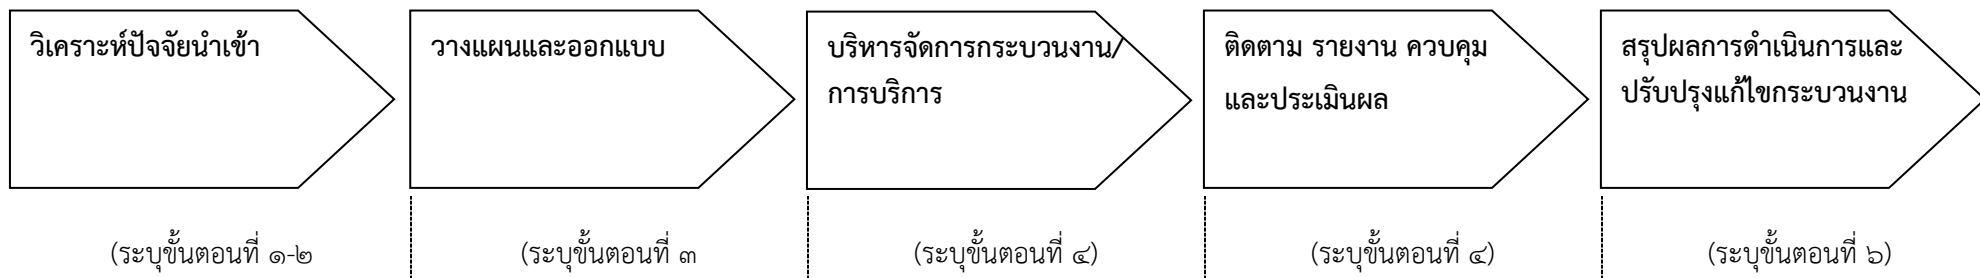 วิเคราะห์ปัจจัยนำเข้า
วางแผนและออกแบบ
บริหารจัดการกระบวนงาน/
การบริการ
ติดตาม รายงาน ควบคุม
และประเมินผล
สรุปผลการดำเนินการและ
ปรับปรุงแก้ไขกระบวนงาน
(ระบุขั้นตอนที่ ๑-๒
(ระบุขั้นตอนที่ ๓
(ระบุขั้นตอนที่ ๔)
(ระบุขั้นตอนที่ ๔)
(ระบุขั้นตอนที่ ๖)